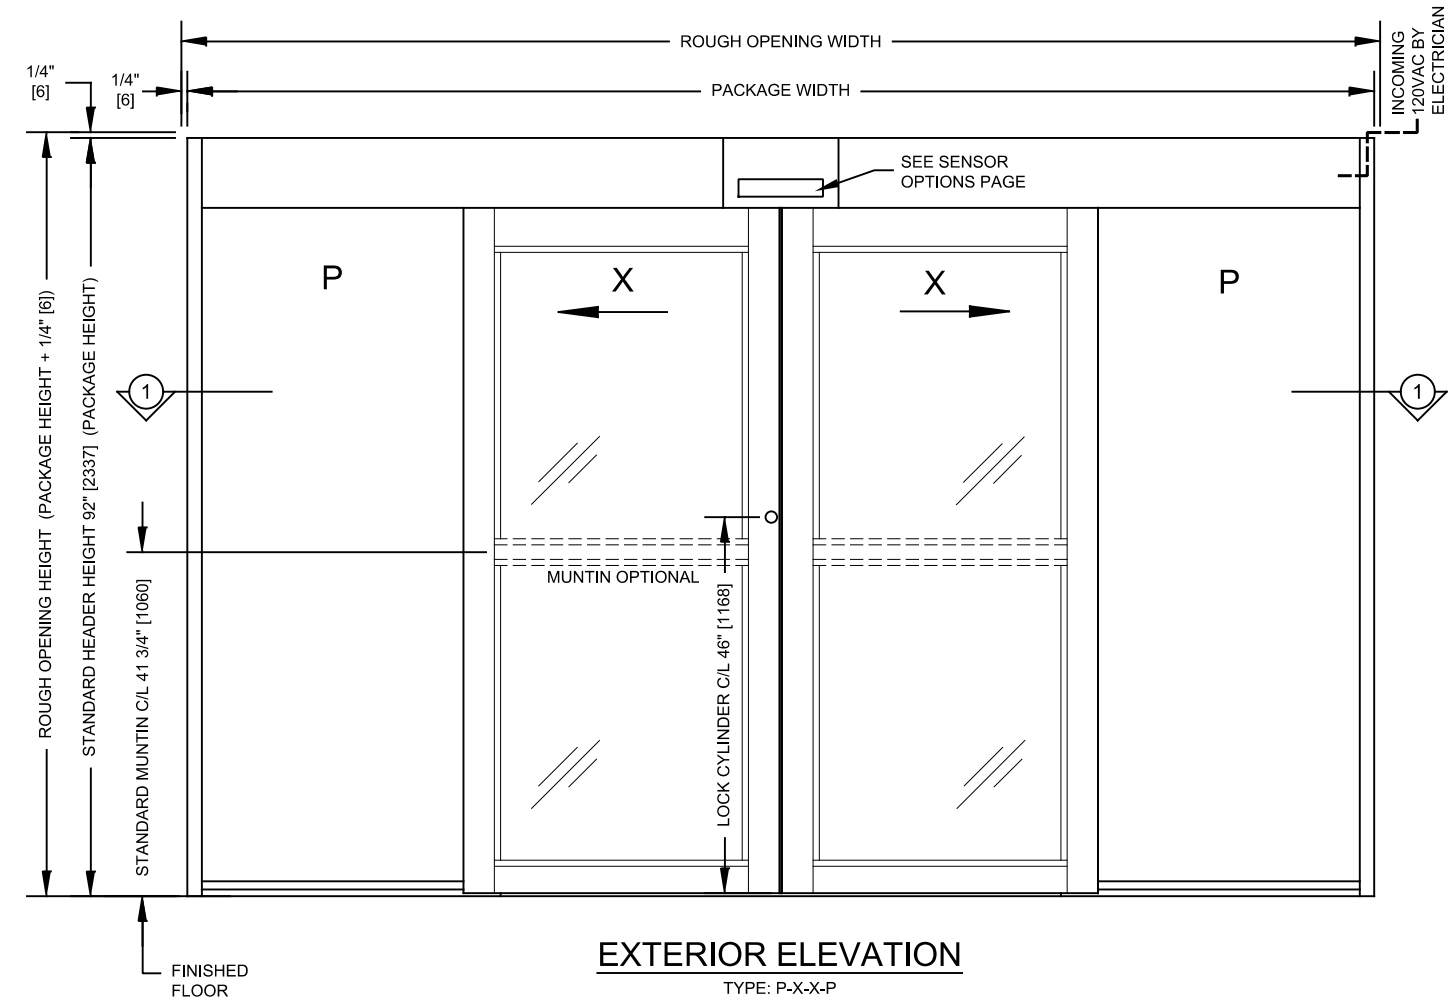 ROUGH OPENING WIDTH
INCOMING
120VAC BY
ELECTRICIAN
1/4"
[6]
1/4"
[6]
PACKAGE WIDTH
SEE SENSOR
OPTIONS PAGE
P
X
X
P
1
1
ROUGH OPENING HEIGHT (PACKAGE HEIGHT + 1/4" [6])
STANDARD HEADER HEIGHT 92" [2337] (PACKAGE HEIGHT)
STANDARD MUNTIN C/L 41 3/4" [1060]
MUNTIN OPTIONAL
LOCK CYLINDER C/L 46" [1168]
FINISHED
FLOOR
EXTERIOR ELEVATION
TYPE: P-X-X-P